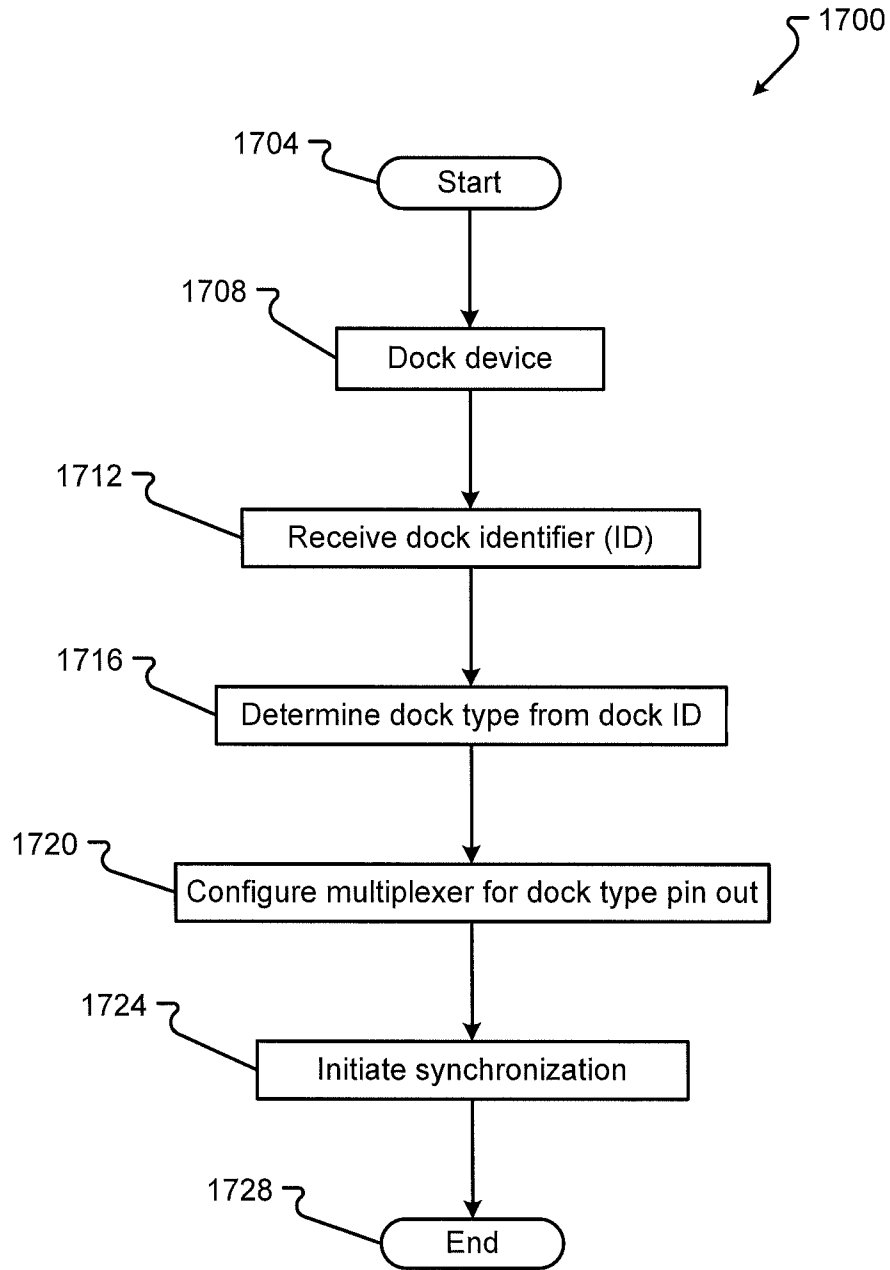 1700
1704
Start
1708
Dock device
1712
Receive dock identifier (ID)
1716
Determine dock type from dock ID
1720
Configure multiplexer for dock type pin out
1724
Initiate synchronization
1728
End